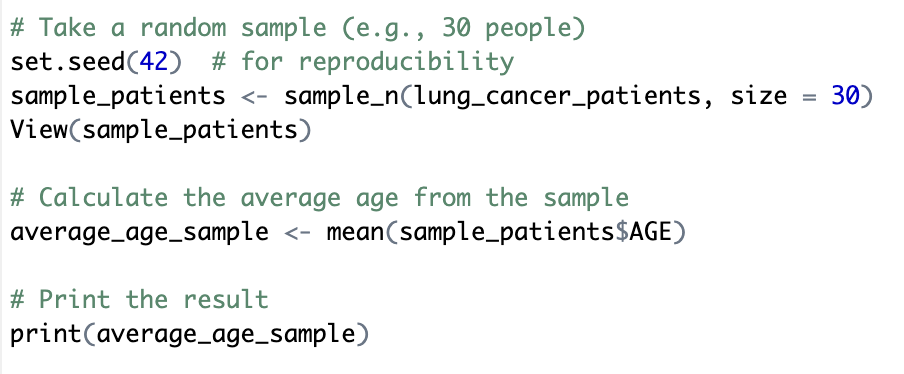 # Take a random sample (e.g., 30 people)
set.seed(42)  # for reproducibility
sample_patients <- sample_n(lung_cancer_patients, size = 30)
View(sample_patients)
# Calculate the average age from the sample
average_age_sample <- mean(sample_patients$AGE)
# Print the result
print(average_age_sample)